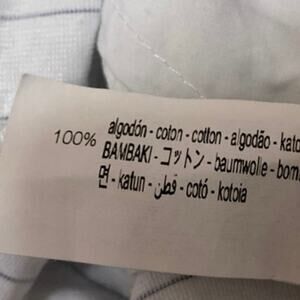 100% algodón - coton - cotton - algodão - kato
BAMBAKI - コットン - baumwolle - bom
면 - katun - قطن - cotó - kotoia